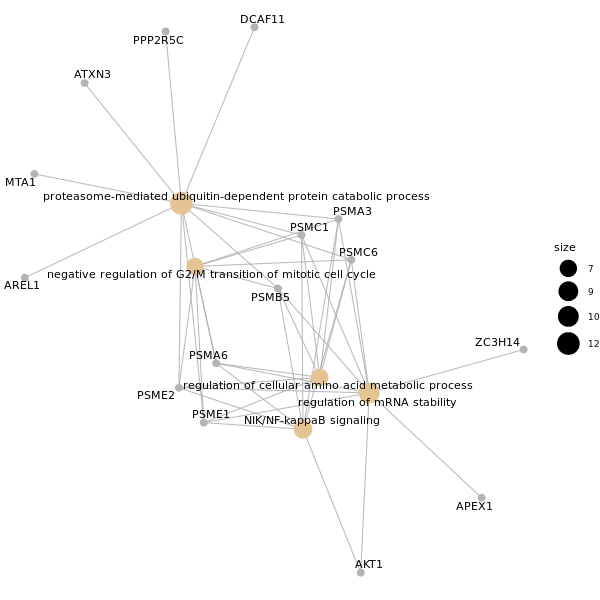 DCAF11
PPP2R5C
ATXN3
MTA1
proteasome-mediated ubiquitin-dependent protein catabolic process
PSMA3
PSMC1
size
PSMC6
7
negative regulation of G2/M transition of mitotic cell cycle
AREL1
9
PSMB5
10
ZC3H14
12
PSMA6
regulation of cellular amino acid metabolic process
PSME2
regulation of mRNA stability
PSME1
NIK/NF-kappaB signaling
APEX1
AKT1